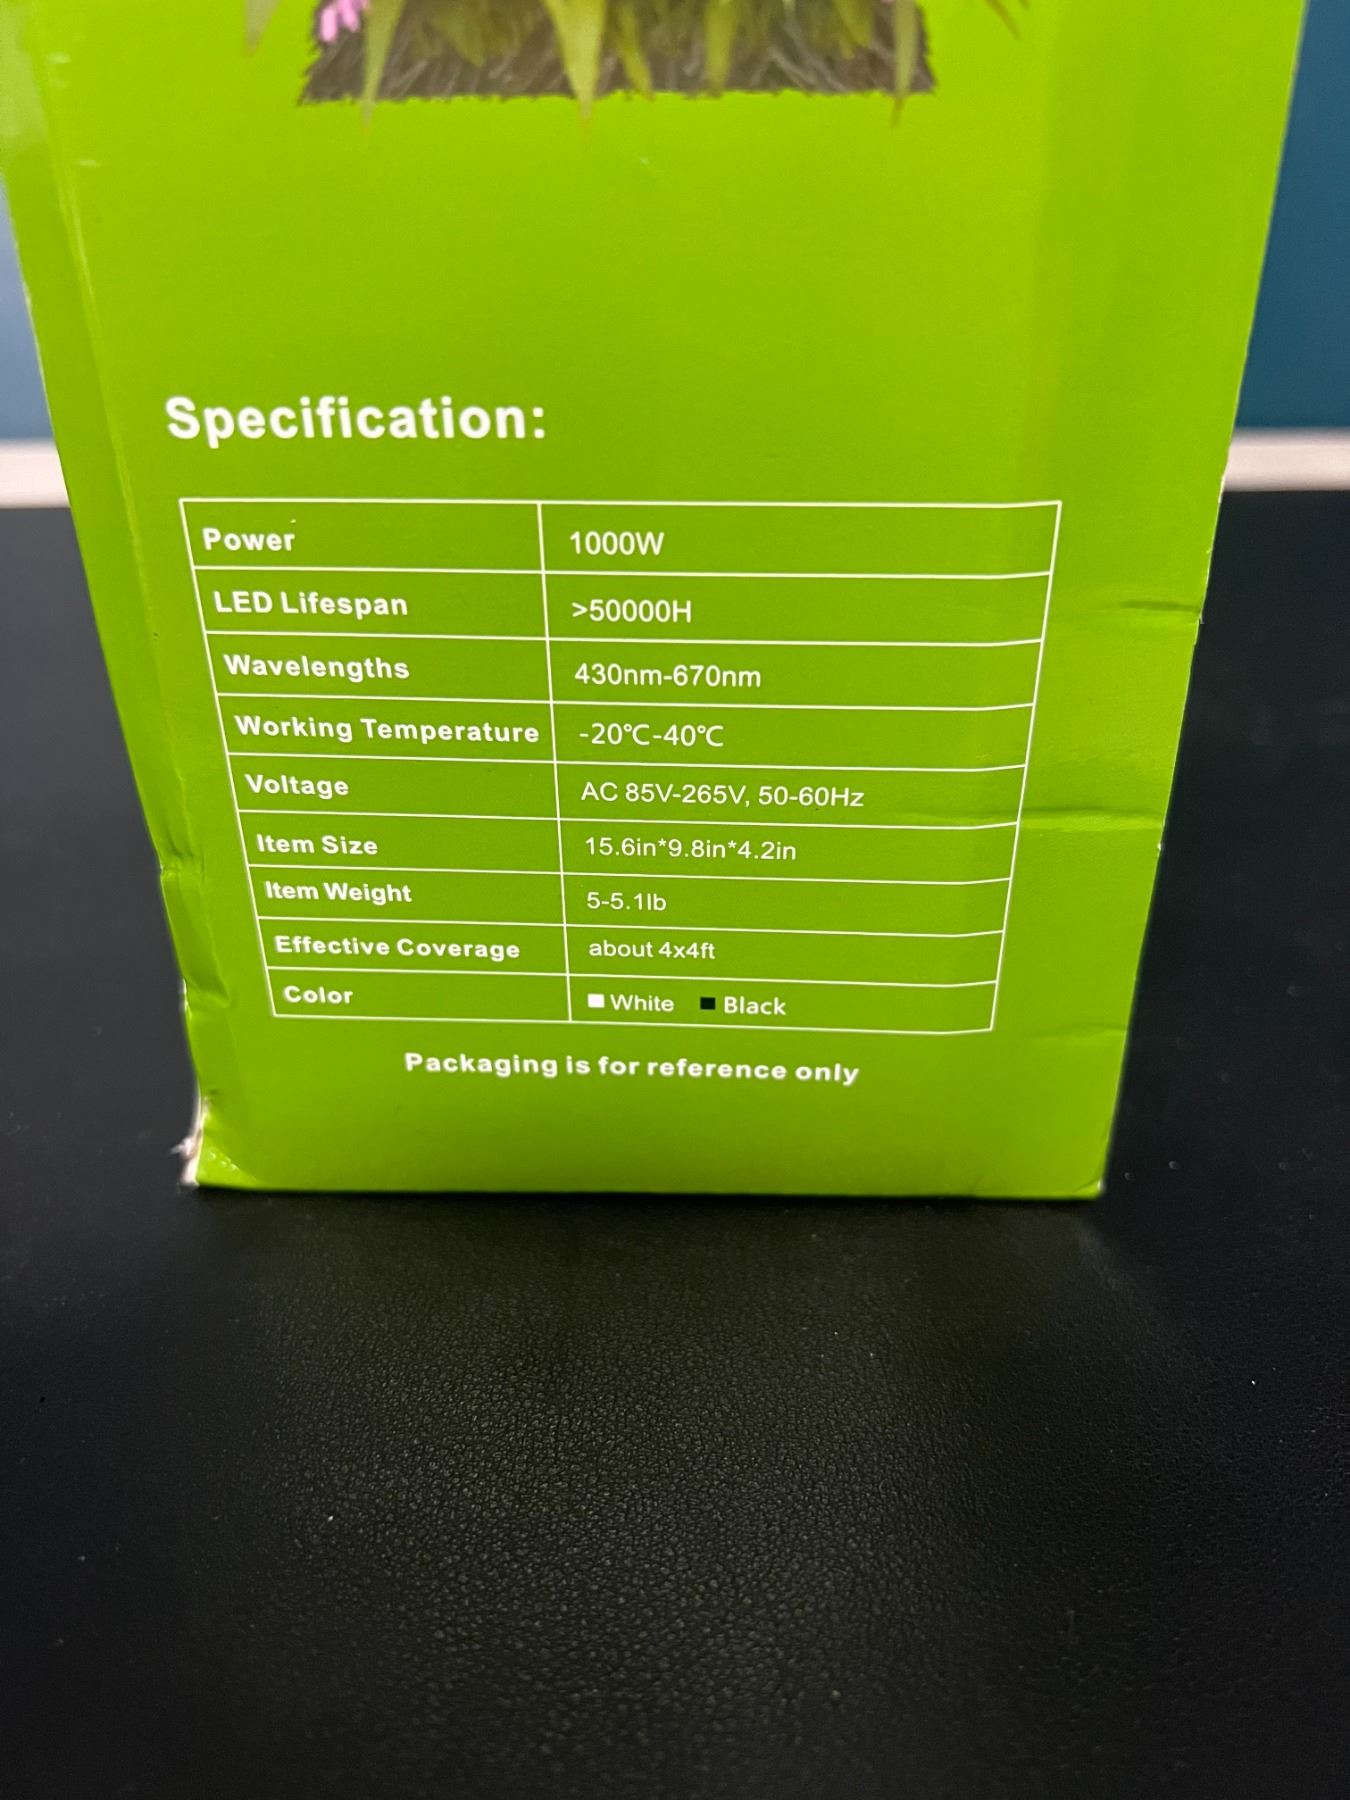 Specification:
Power 1000W
LED Lifespan >50000H
Wavelengths 430nm-670nm
Working Temperature -20℃-40℃
Voltage AC 85V-265V, 50-60Hz
Item Size 15.6in*9.8in*4.2in
Item Weight 5-5.1lb
Effective Coverage about 4x4ft
Color White Black
Packaging is for reference only